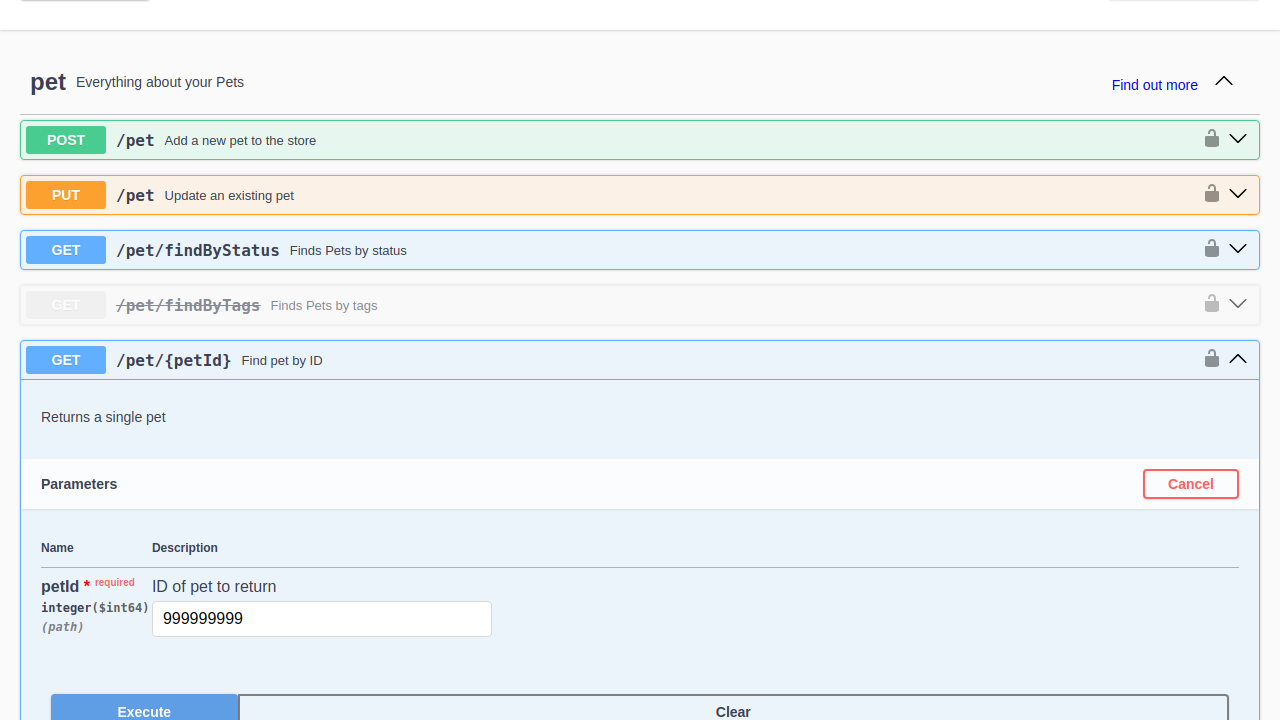 pet Everything about your Pets Find out more
POST /pet Add a new pet to the store
PUT /pet Update an existing pet
GET /pet/findByStatus Finds Pets by status
GET /pet/findByTags Finds Pets by tags
GET /pet/{petId} Find pet by ID
Returns a single pet
Parameters Cancel
Name Description
petId * required ID of pet to return
integer($int64)
999999999
(path)
Execute Clear